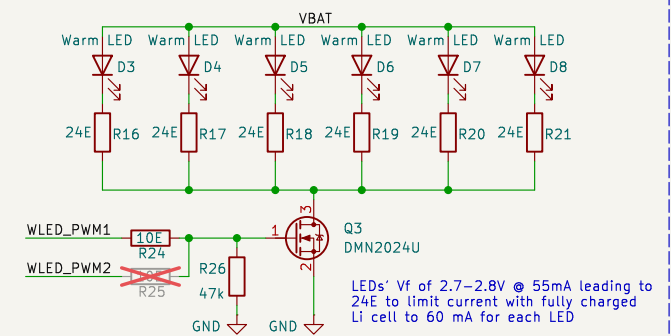 VBAT
Warm LED Warm LED Warm LED Warm LED Warm LED Warm LED
D3 D4 D5 D6 D7 D8
24E R16 24E R17 24E R18 24E R19 24E R20 24E R21
3
WLED_PWM1 10E 1 Q3
R24 DMN2024U
WLED_PWM2 R26 2
R25
47k
LEDs' Vf of 2.7-2.8V @ 55mA leading to
24E to limit current with fully charged
Li cell to 60 mA for each LED
GND GND